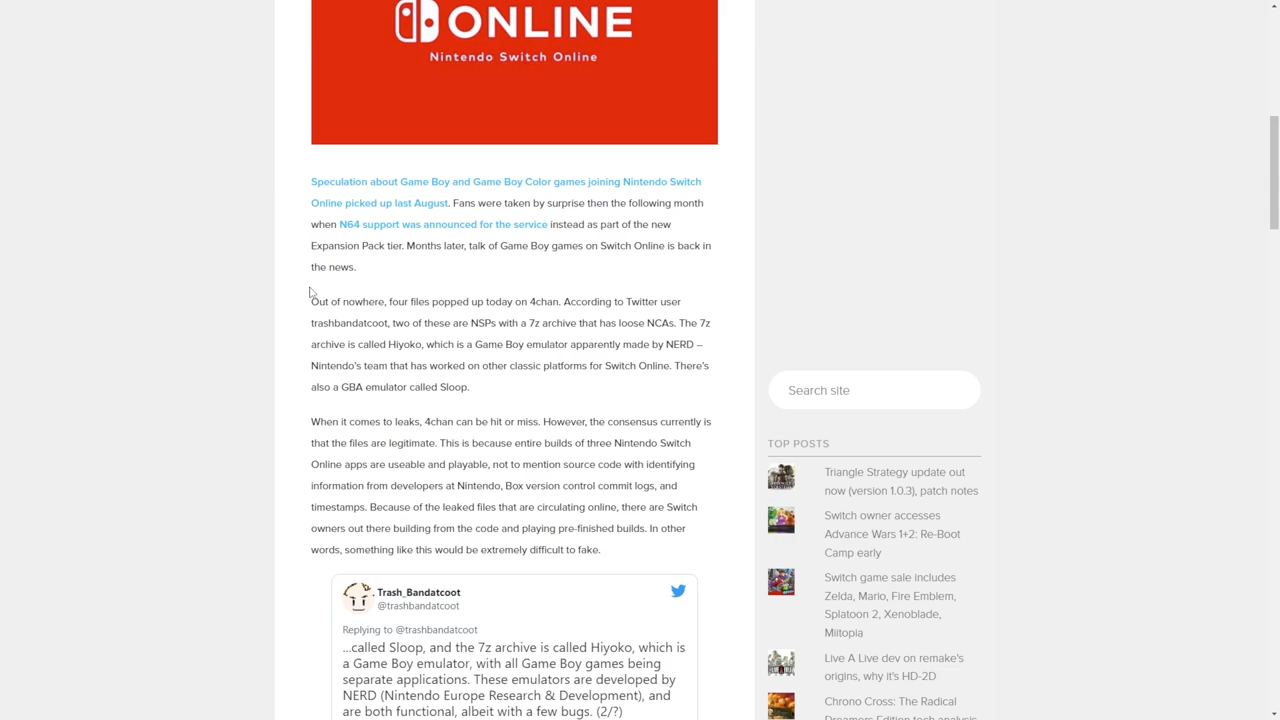 ONLINE
Nintendo Switch Online
Speculation about Game Boy and Game Boy Color games joining Nintendo Switch
Online picked up last August. Fans were taken by surprise then the following month
when N64 support was announced for the service instead as part of the new
Expansion Pack tier. Months later, talk of Game Boy games on Switch Online is back in
the news.
Out of nowhere, four files popped up today on 4chan. According to Twitter user
trashbandatcoot, two of these are NSPs with a 7z archive that has loose NCAs. The 7z
archive is called Hiyoko, which is a Game Boy emulator apparently made by NERD –
Nintendo's team that has worked on other classic platforms for Switch Online. There's
also a GBA emulator called Sloop.
When it comes to leaks, 4chan can be hit or miss. However, the consensus currently is
that the files are legitimate. This is because entire builds of three Nintendo Switch
Online apps are useable and playable, not to mention source code with identifying
information from developers at Nintendo, Box version control commit logs, and
timestamps. Because of the leaked files that are circulating online, there are Switch
owners out there building from the code and playing pre-finished builds. In other
words, something like this would be extremely difficult to fake.
Trash_Bandatcoot
@trashbandatcoot
Replying to @trashbandatcoot
...called Sloop, and the 7z archive is called Hiyoko, which is
a Game Boy emulator, with all Game Boy games being
separate applications. These emulators are developed by
NERD (Nintendo Europe Research & Development), and
are both functional, albeit with a few bugs. (2/?)
Search site
TOP POSTS
Triangle Strategy update out
now (version 1.0.3), patch notes
Switch owner accesses
Advance Wars 1+2: Re-Boot
Camp early
Switch game sale includes
Zelda, Mario, Fire Emblem,
Splatoon 2, Xenoblade,
Miitopia
Live A Live dev on remake's
origins, why it's HD-2D
Chrono Cross: The Radical
Dreamers Edition tech analysis